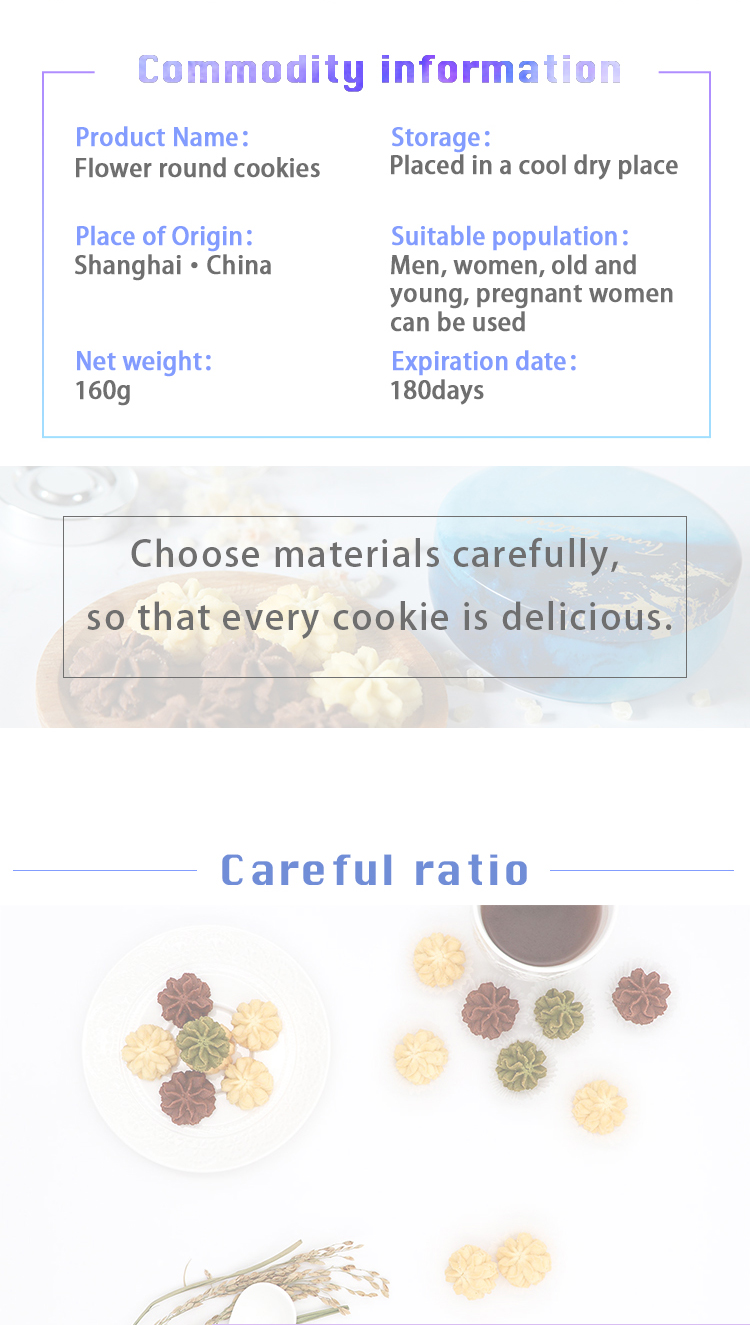 Commodity information
Product Name:
Flower round cookies
Storage:
Placed in a cool dry place
Place of Origin:
Shanghai • China
Suitable population:
Men, women, old and
young, pregnant women
can be used
Net weight:
160g
Expiration date:
180days
Choose materials carefully,
so that every cookie is delicious.
Careful ratio